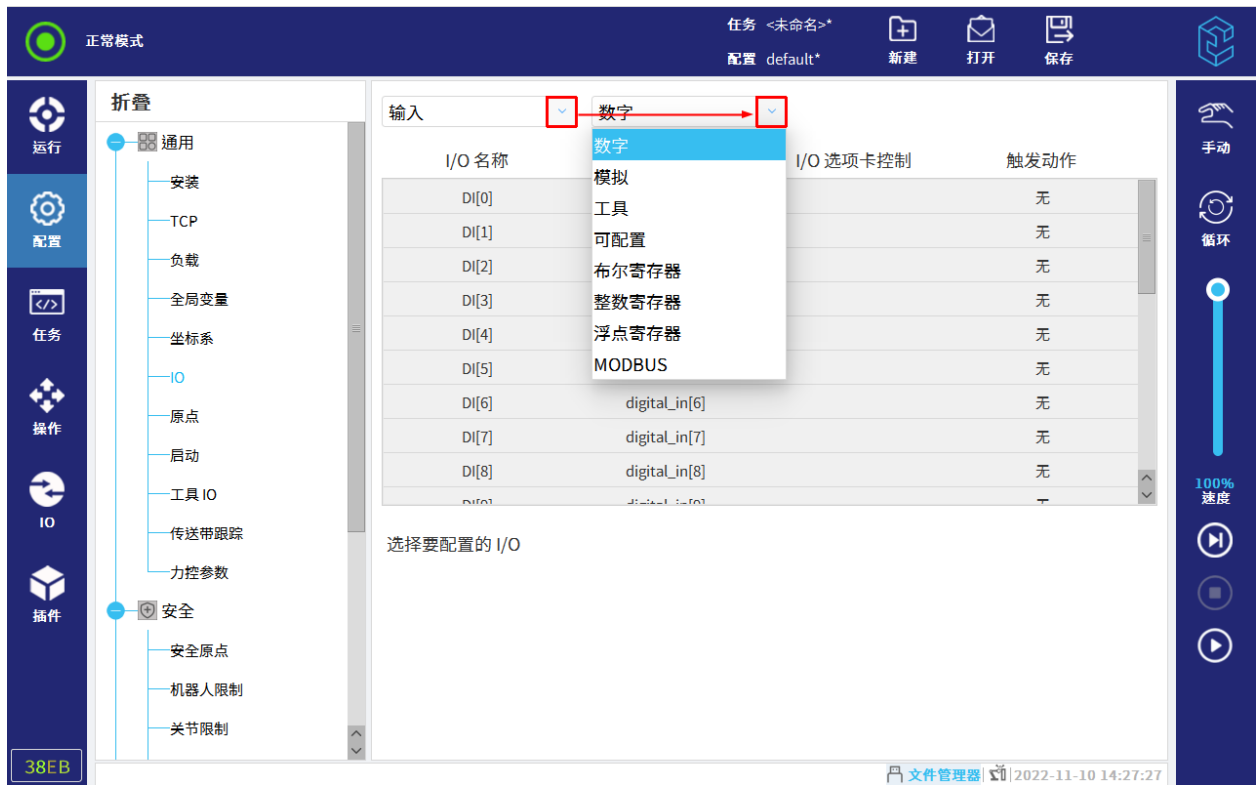 正常模式
任务 <未命名>*
配置 default*
新建
打开
保存
运行
配置
任务
操作
IO
插件
38EB
折叠
通用
安装
TCP
负载
全局变量
坐标系
IO
原点
启动
工具 IO
传送带跟踪
力控参数
安全
安全原点
机器人限制
关节限制
输入
数字
数字
模拟
工具
可配置
布尔寄存器
整数寄存器
浮点寄存器
MODBUS
I/O 名称 I/O 选项卡控制 触发动作
DI[0] 无
DI[1] 无
DI[2] 无
DI[3] 无
DI[4] 无
DI[5] 无
DI[6] digital_in[6] 无
DI[7] digital_in[7] 无
DI[8] digital_in[8] 无
选择要配置的 I/O
手动
循环
100%
速度
文件管理器 2022-11-10 14:27:27